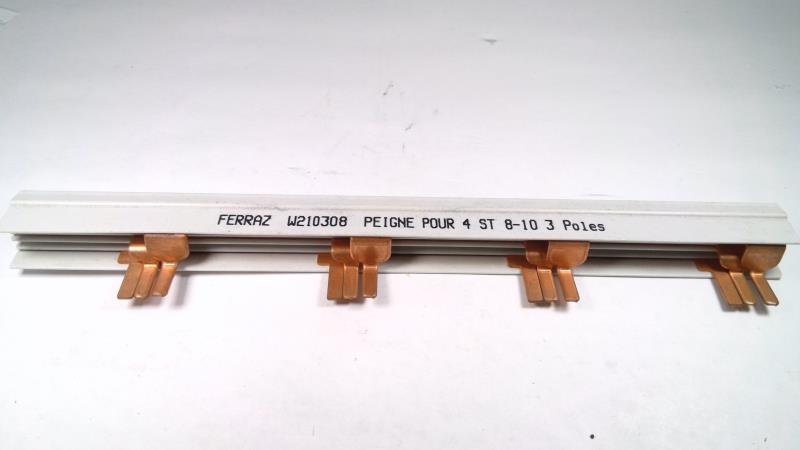 FERRAZ W210308 PEIGNE POUR 4 ST 8-10 3 Poles